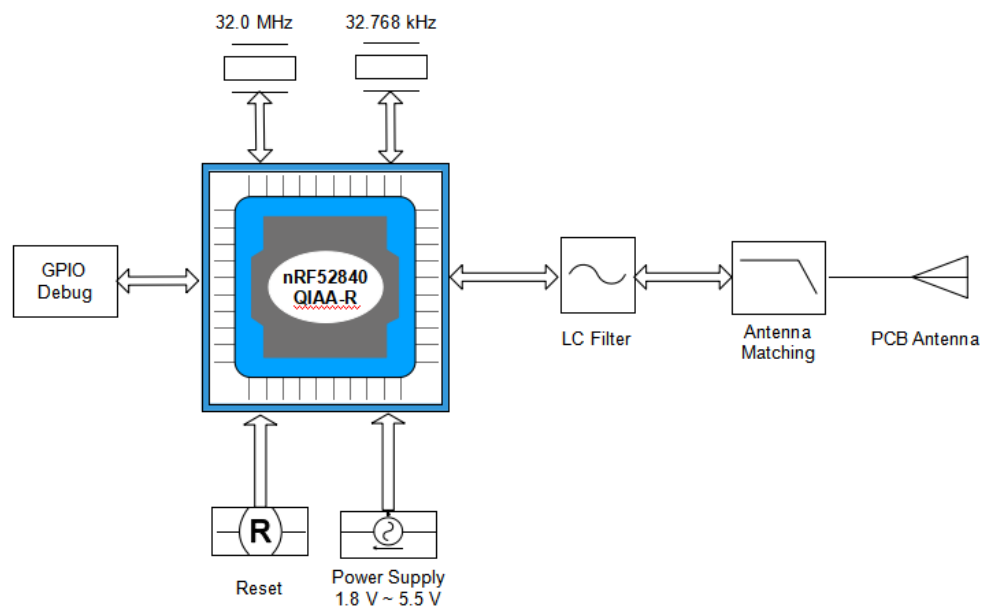 32.0 MHz
32.768 kHz
GPIO
Debug
nRF52840
QIAA-R
LC Filter
Antenna
Matching
PCB Antenna
R
Reset
Power Supply
1.8 V ~ 5.5 V